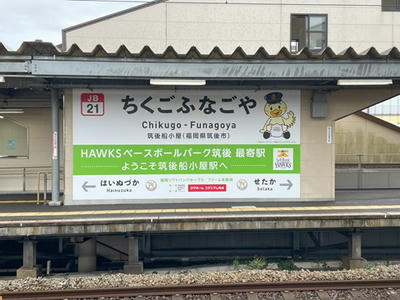 JB
21
ちくごふなごや
Chikugo-Funagoya
筑後船小屋(福岡県筑後市)
HAWKSベースボールパーク筑後 最寄駅
ようこそ筑後船小屋駅へ
HAWKS
はいぬづか
Hainuzuka
せたか
Setaka